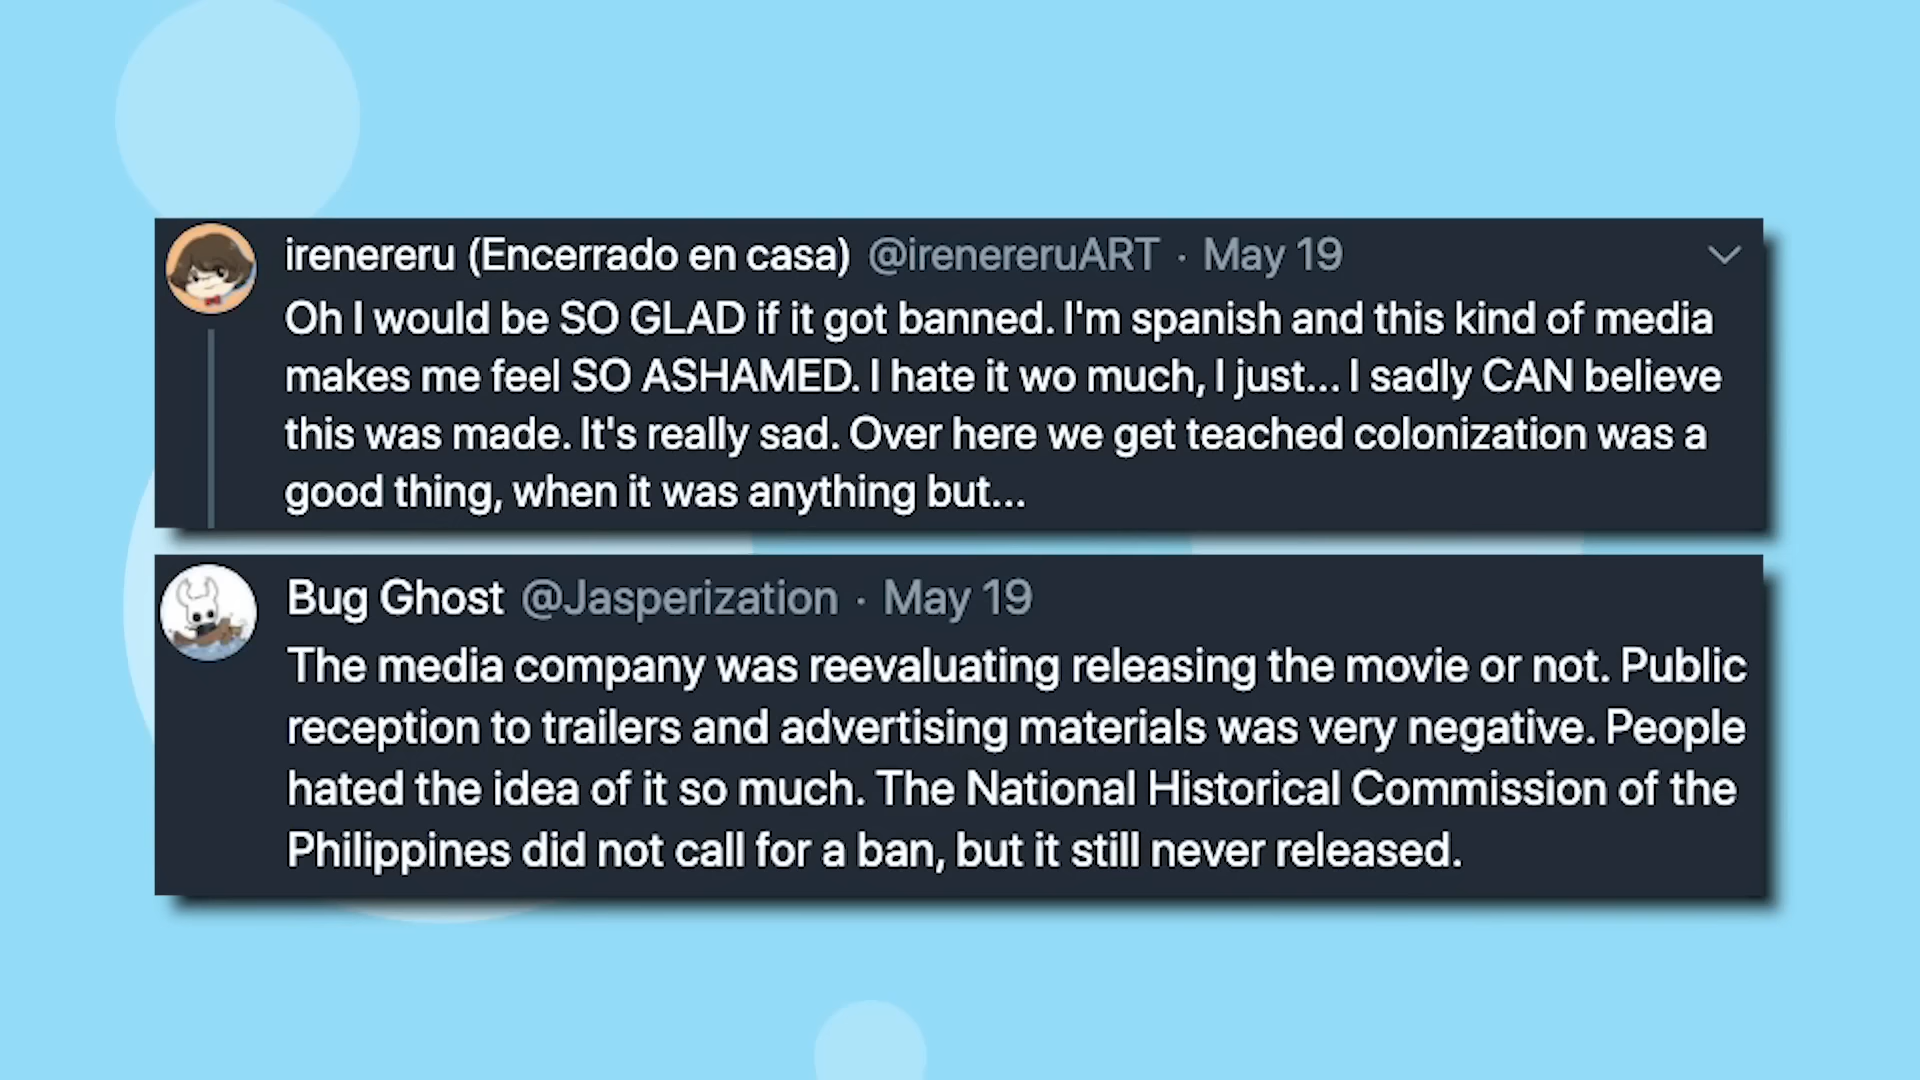 irenereru (Encerrado en casa) @irenereruART · May 19
Oh I would be SO GLAD if it got banned. I'm spanish and this kind of media
makes me feel SO ASHAMED. I hate it wo much, I just... I sadly CAN believe
this was made. It's really sad. Over here we get teached colonization was a
good thing, when it was anything but...
Bug Ghost @Jasperization · May 19
The media company was reevaluating releasing the movie or not. Public
reception to trailers and advertising materials was very negative. People
hated the idea of it so much. The National Historical Commission of the
Philippines did not call for a ban, but it still never released.